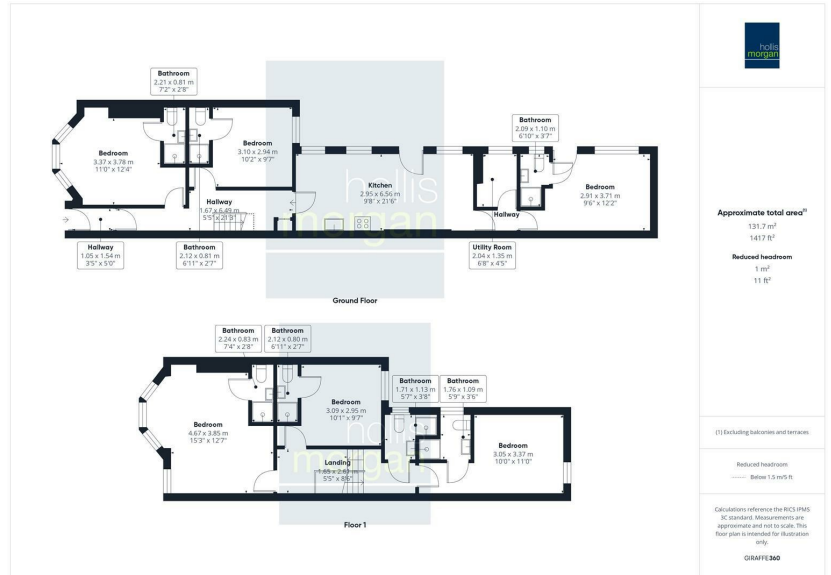 hollis
morgan
Bathroom
2.21 x 0.81 m
7'2" x 2'8"
Bathroom
2.09 x 1.10 m
6'10" x 3'7"
Bedroom
3.37 x 3.78 m
11'0" x 12'4"
Bedroom
3.10 x 2.94 m
10'2" x 9'7"
Kitchen
2.95 x 6.56 m
9'8" x 21'6"
Bedroom
2.91 x 3.71 m
9'6" x 12'2"
Hallway
1.67 x 6.49 m
5'5" x 21'3"
Hallway
hollis
morgan
Hallway
1.05 x 1.54 m
3'5" x 5'0"
Bathroom
2.12 x 0.81 m
6'11" x 2'7"
Utility Room
2.04 x 1.35 m
6'8" x 4'5"
Ground Floor
Bathroom
2.24 x 0.83 m
7'4" x 2'8"
Bathroom
2.12 x 0.80 m
6'11" x 2'7"
Bathroom
1.71 x 1.13 m
5'7" x 3'8"
Bathroom
1.76 x 1.09 m
5'9" x 3'6"
Bedroom
4.67 x 3.85 m
15'3" x 12'7"
Bedroom
3.09 x 2.95 m
10'1" x 9'7"
Bedroom
3.05 x 3.37 m
10'0" x 11'0"
Landing
5'5" x 8'6"
hollis
morgan
Floor 1
Approximate total area(1)
131.7 m²
1417 ft²
Reduced headroom
1 m²
11 ft²
(1) Excluding balconies and terraces
Reduced headroom
Below 1.5 m/5 ft
Calculations reference the RICS IPMS
3C standard. Measurements are
approximate and not to scale. This
floor plan is intended for illustration
only.
GIRAFFE360